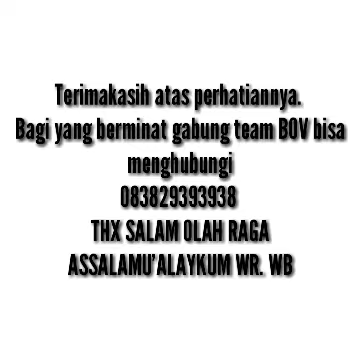 Terimakasih atas perhatiannya.
Bagi yang berminat gabung team BOV bisa
menghubungi
083829393938
THX SALAM OLAH RAGA
ASSALAMU'ALAYKUM WR. WB